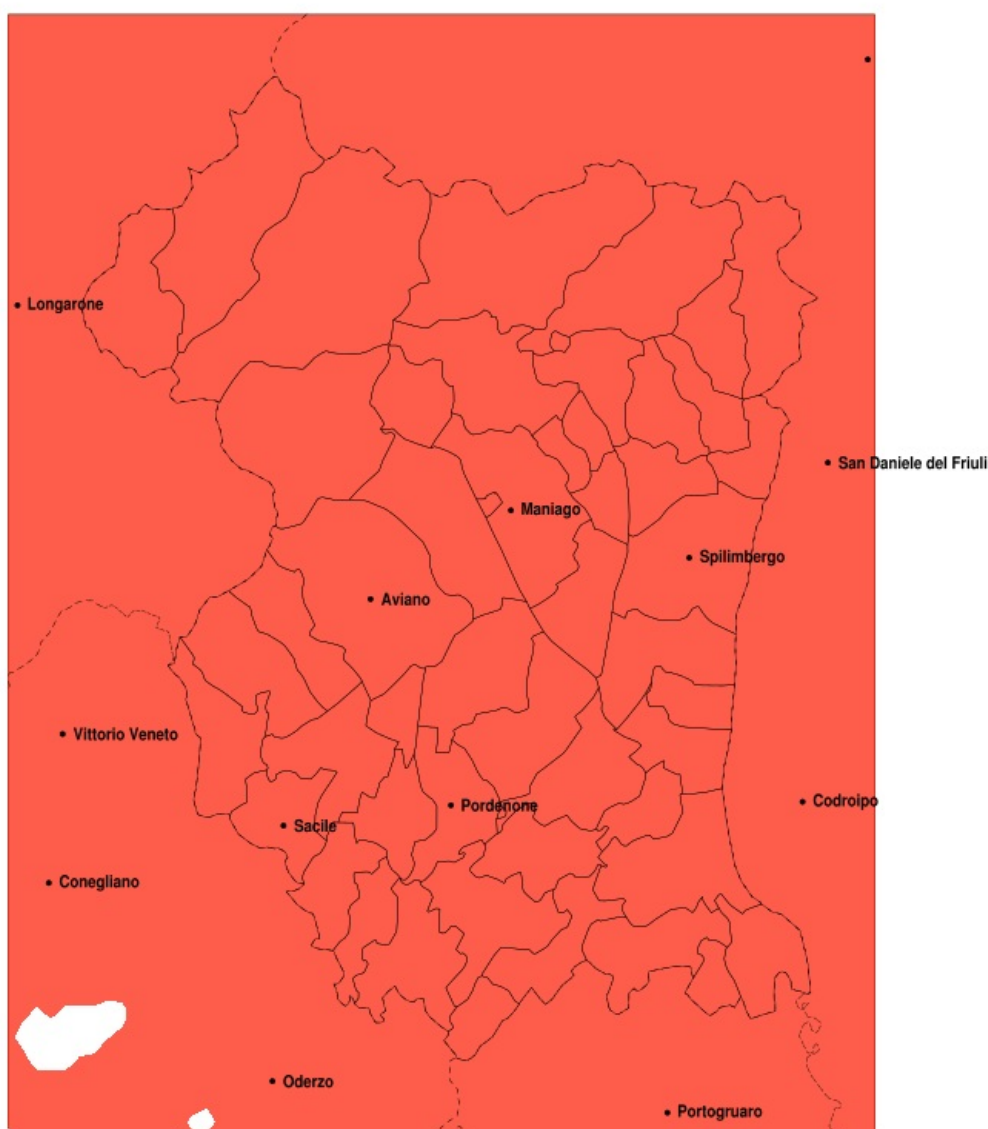 Longarone
San Daniele del Friuli
Maniago
Spilimbergo
Aviano
Vittorio Veneto
Codroipo
Pordenone
Sacile
Conegliano
Oderzo
Portogruaro